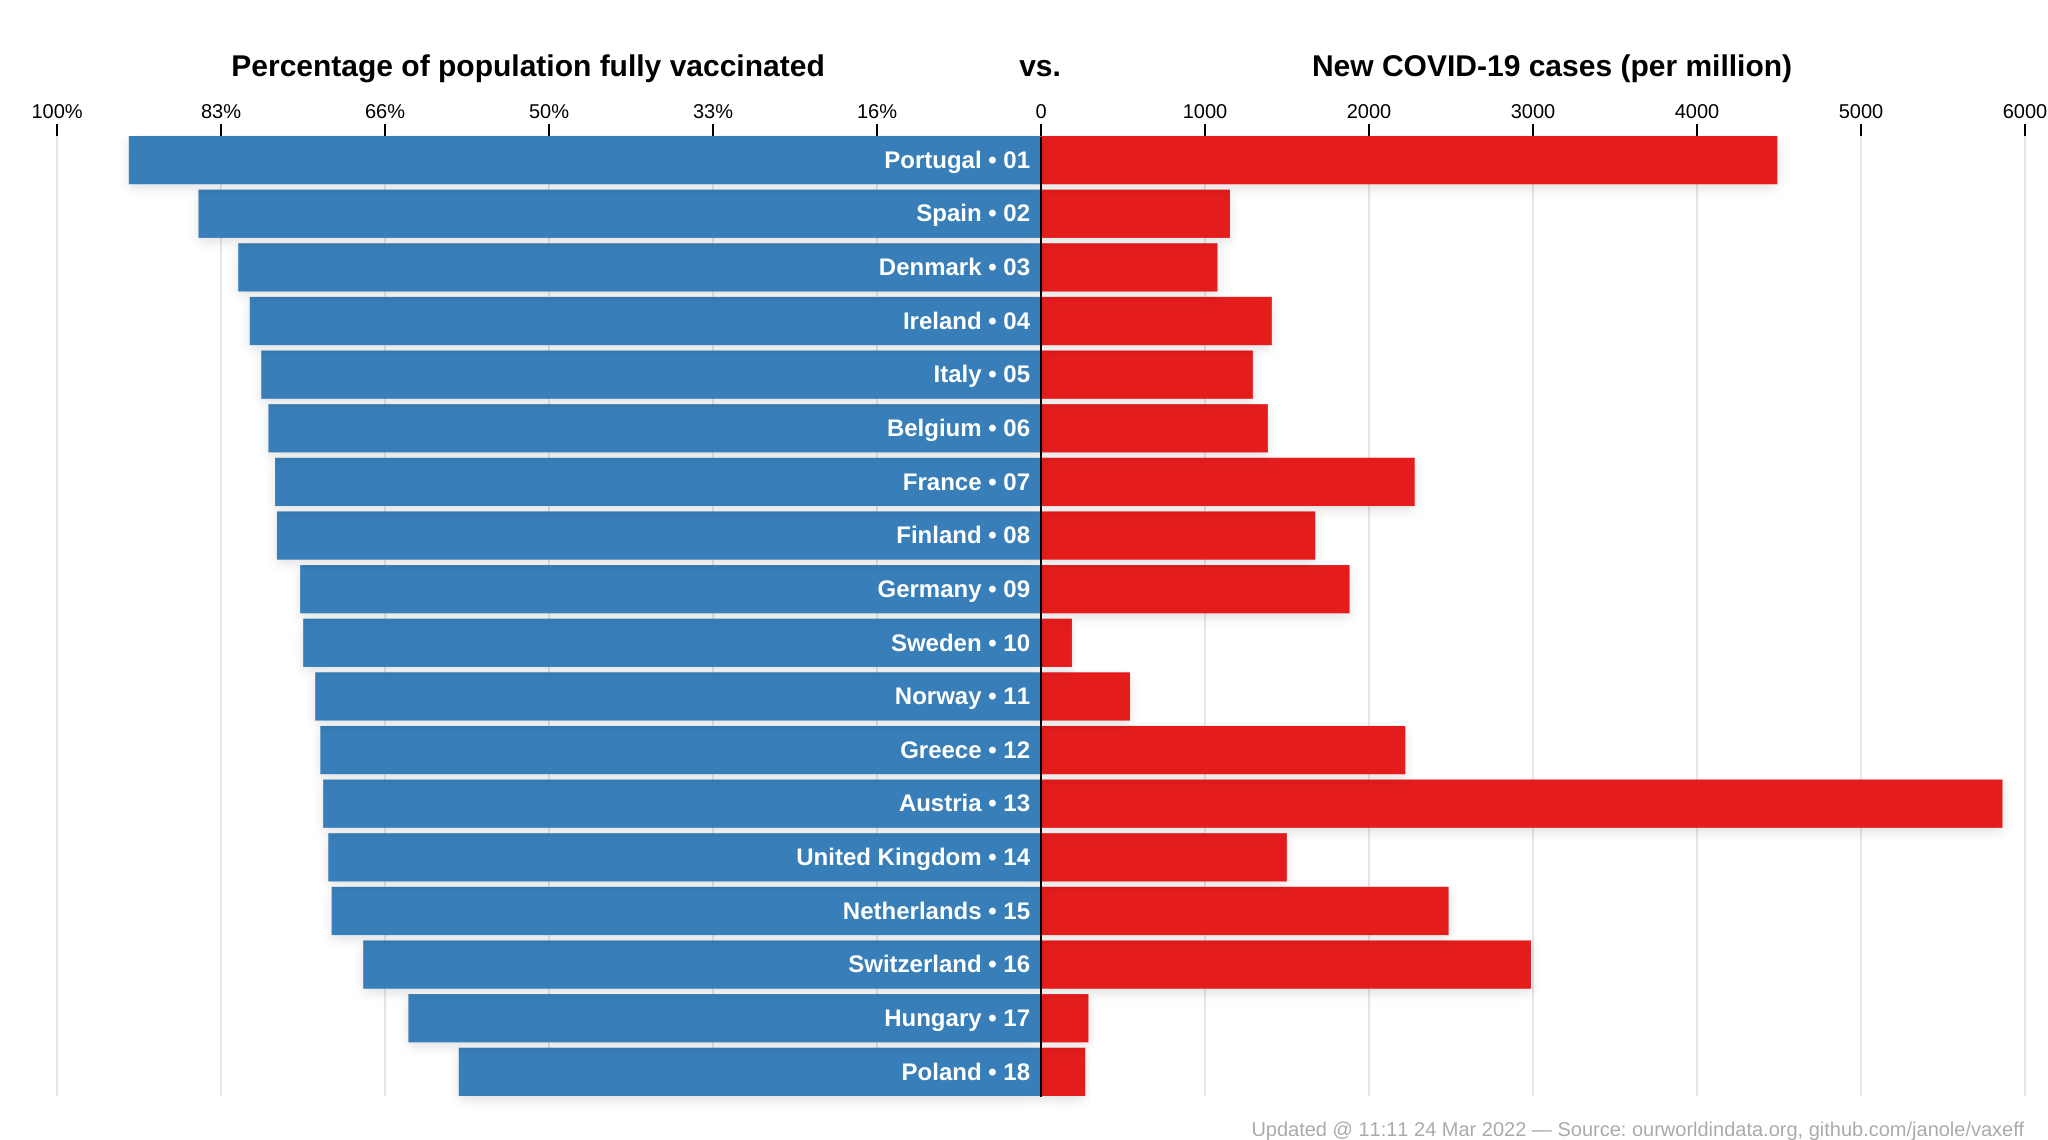 Percentage of population fully vaccinated vs. New COVID-19 cases (per million)
100% 83% 66% 50% 33% 16% 0 1000 2000 3000 4000 5000 6000
Portugal • 01
Spain • 02
Denmark • 03
Ireland • 04
Italy • 05
Belgium • 06
France • 07
Finland • 08
Germany • 09
Sweden • 10
Norway • 11
Greece • 12
Austria • 13
United Kingdom • 14
Netherlands • 15
Switzerland • 16
Hungary • 17
Poland • 18
Updated @ 11:11 24 Mar 2022 — Source: ourworldindata.org, github.com/janole/vaxeff